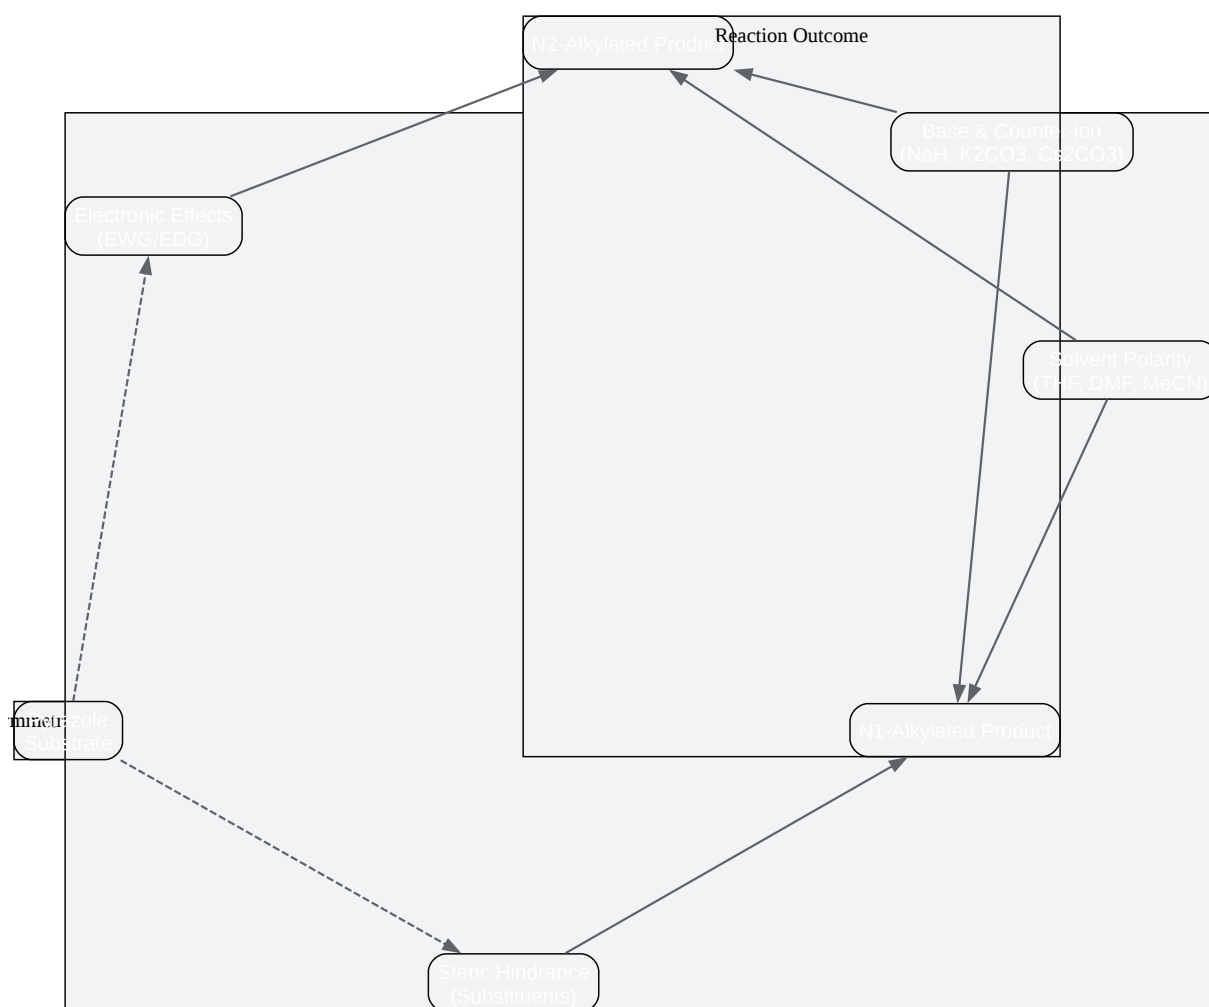 N2-Alkylated Product
Reaction Outcome
Base & Counter-ion
(NaH, K2CO3, Cs2CO3)
Electronic Effects
(EWG/EDG)
Solvent Polarity
(THF, DMF, MeCN)
Pyrazole
Substrate
N1-Alkylated Product
Steric Hindrance
(Substituents)